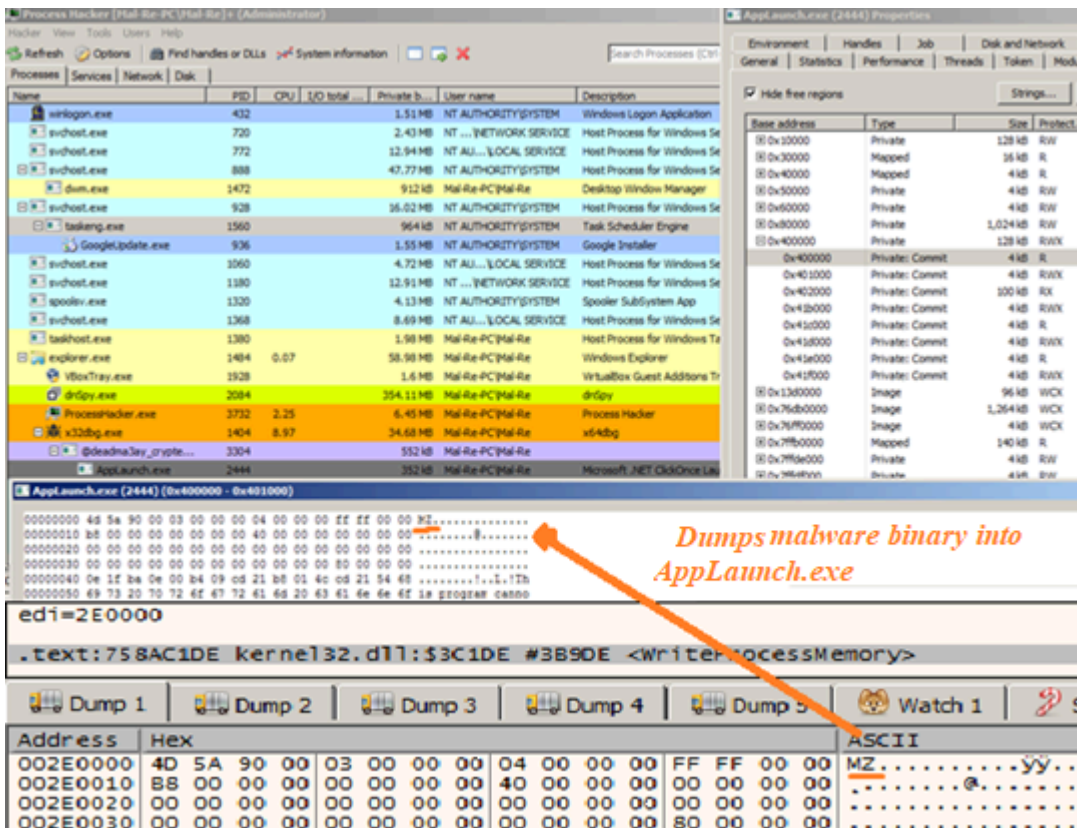 Process Hacker [Mal-Re-PC\Mal-Re]+ (Administrator)
Hacker View Tools Users Help
Refresh Options Find handles or DLLs System information Search Processes (Ctrl
Processes Services Network Disk
Name PID CPU I/O total ... Private b... User name Description
winlogon.exe 432 1.51 MB NT AUTHORITY\SYSTEM Windows Logon Application
svchost.exe 720 2.43 MB NT ...\NETWORK SERVICE Host Process for Windows Se
svchost.exe 772 12.94 MB NT AU...\LOCAL SERVICE Host Process for Windows Se
svchost.exe 888 47.77 MB NT AUTHORITY\SYSTEM Host Process for Windows Se
dwm.exe 1472 912 kB Mal-Re-PC\Mal-Re Desktop Window Manager
svchost.exe 928 16.02 MB NT AUTHORITY\SYSTEM Host Process for Windows Se
taskeng.exe 1560 964 kB NT AUTHORITY\SYSTEM Task Scheduler Engine
GoogleUpdate.exe 936 1.55 MB NT AUTHORITY\SYSTEM Google Installer
svchost.exe 1060 4.72 MB NT AU...\LOCAL SERVICE Host Process for Windows Se
svchost.exe 1180 12.91 MB NT ...\NETWORK SERVICE Host Process for Windows Se
spoolsv.exe 1320 4.13 MB NT AUTHORITY\SYSTEM Spooler SubSystem App
svchost.exe 1368 8.69 MB NT AU...\LOCAL SERVICE Host Process for Windows Se
taskhost.exe 1380 1.98 MB Mal-Re-PC\Mal-Re Host Process for Windows Ta
explorer.exe 1484 0.07 58.98 MB Mal-Re-PC\Mal-Re Windows Explorer
VBoxTray.exe 1928 1.6 MB Mal-Re-PC\Mal-Re VirtualBox Guest Additions Tr
dnSpy.exe 2084 354.11 MB Mal-Re-PC\Mal-Re dnSpy
ProcessHacker.exe 3732 2.25 6.45 MB Mal-Re-PC\Mal-Re Process Hacker
x32dbg.exe 1404 8.97 34.68 MB Mal-Re-PC\Mal-Re x64dbg
@deadma3ay_crypte... 3304 552 kB Mal-Re-PC\Mal-Re
AppLaunch.exe 2444 352 kB Mal-Re-PC\Mal-Re Microsoft .NET ClickOnce Lau
AppLaunch.exe (2444) Properties
Environment Handles Job Disk and Network
General Statistics Performance Threads Token Modu
Hide free regions Strings...
Base address Type Size Protect.
0x10000 Private 128 kB RW
0x30000 Mapped 16 kB R
0x40000 Mapped 4 kB R
0x50000 Private 4 kB RW
0x60000 Private 4 kB RW
0x80000 Private 1,024 kB RW
0x400000 Private 128 kB RWX
0x400000 Private: Commit 4 kB R
0x401000 Private: Commit 4 kB RWX
0x402000 Private: Commit 100 kB RX
0x41b000 Private: Commit 4 kB RWX
0x41c000 Private: Commit 4 kB R
0x41d000 Private: Commit 4 kB RWX
0x41e000 Private: Commit 4 kB R
0x41f000 Private: Commit 4 kB RWX
0x13d0000 Image 96 kB WCX
0x76db0000 Image 1,264 kB WCX
0x76ff0000 Image 4 kB WCX
0x7ffb0000 Mapped 140 kB R
0x7ffde000 Private 4 kB RW
Private 4 kB RW
AppLaunch.exe (2444) (0x400000 - 0x401000)
00000000 4d 5a 90 00 03 00 00 00 04 00 00 00 ff ff 00 00 MZ..............
00000010 b8 00 00 00 00 00 00 00 40 00 00 00 00 00 00 00 ........@.......
00000020 00 00 00 00 00 00 00 00 00 00 00 00 00 00 00 00 ................
00000030 00 00 00 00 00 00 00 00 00 00 00 00 80 00 00 00 ................
00000040 0e 1f ba 0e 00 b4 09 cd 21 b8 01 4c cd 21 54 68 ........!..L.!Th
00000050 69 73 20 70 72 6f 67 72 61 6d 20 63 61 6e 6e 6f is program canno
Dumps malware binary into
AppLaunch.exe
edi=2E0000
.text:758AC1DE kernel32.dll:$3C1DE #3B9DE <WriteProcessMemory>
Dump 1 Dump 2 Dump 3 Dump 4 Dump 5 Watch 1
Address Hex ASCII
002E0000 4D 5A 90 00 03 00 00 00 04 00 00 00 FF FF 00 00 MZ..........ÿÿ..
002E0010 B8 00 00 00 00 00 00 00 40 00 00 00 00 00 00 00 ........@.......
002E0020 00 00 00 00 00 00 00 00 00 00 00 00 00 00 00 00 ................
002E0030 00 00 00 00 00 00 00 00 00 00 00 00 80 00 00 00 ................